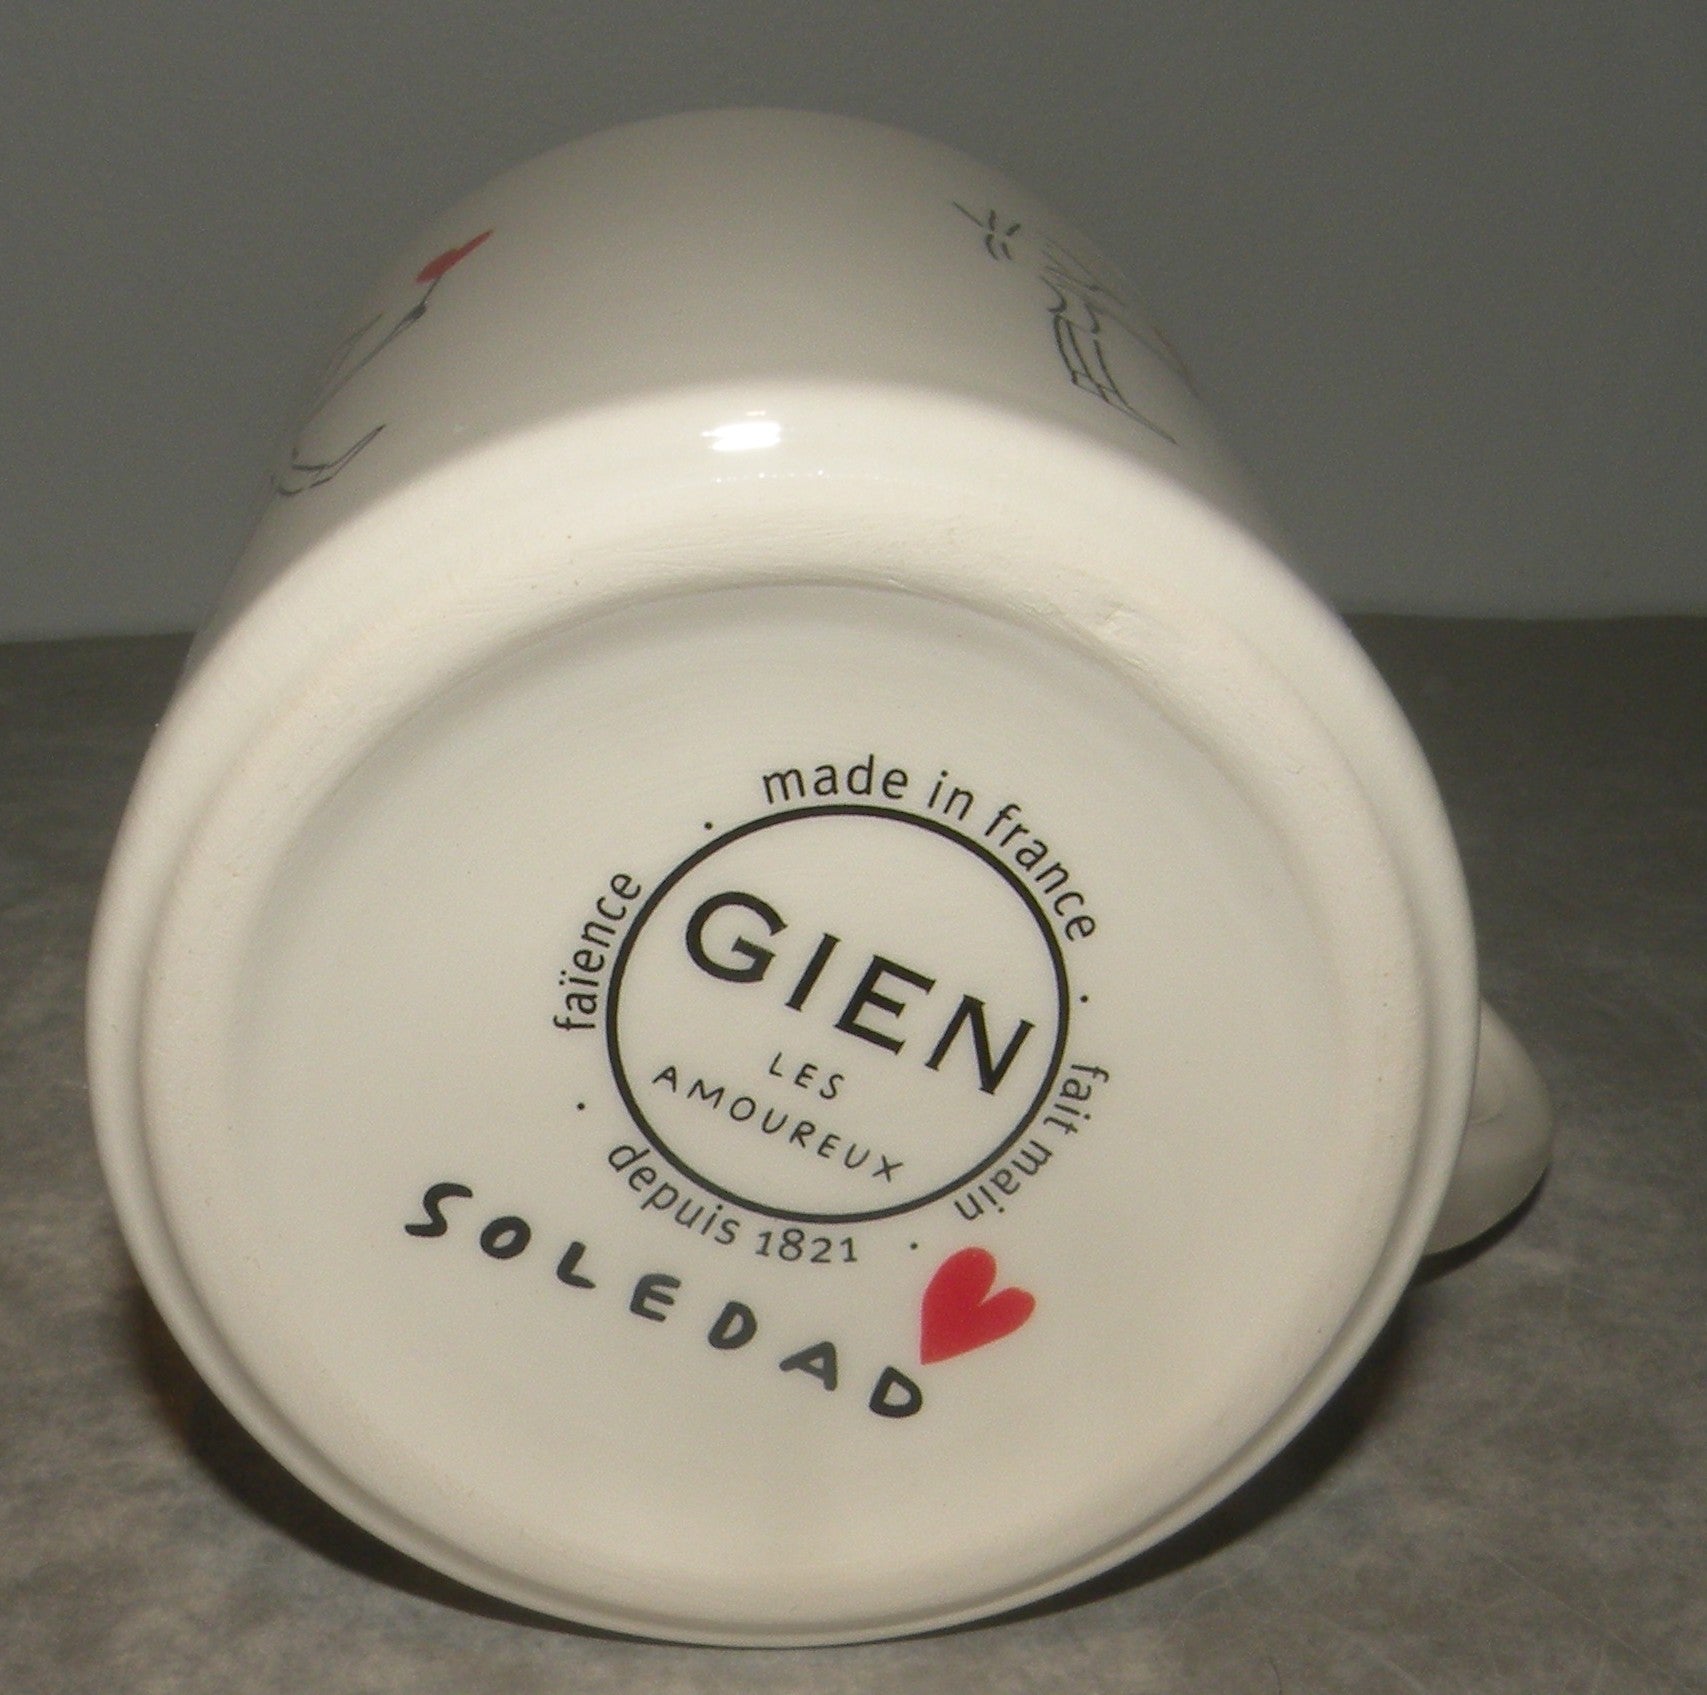 made in france · fait main · depuis 1821 · faïence ·
GIEN
LES
AMOUREUX
SOLEDAD